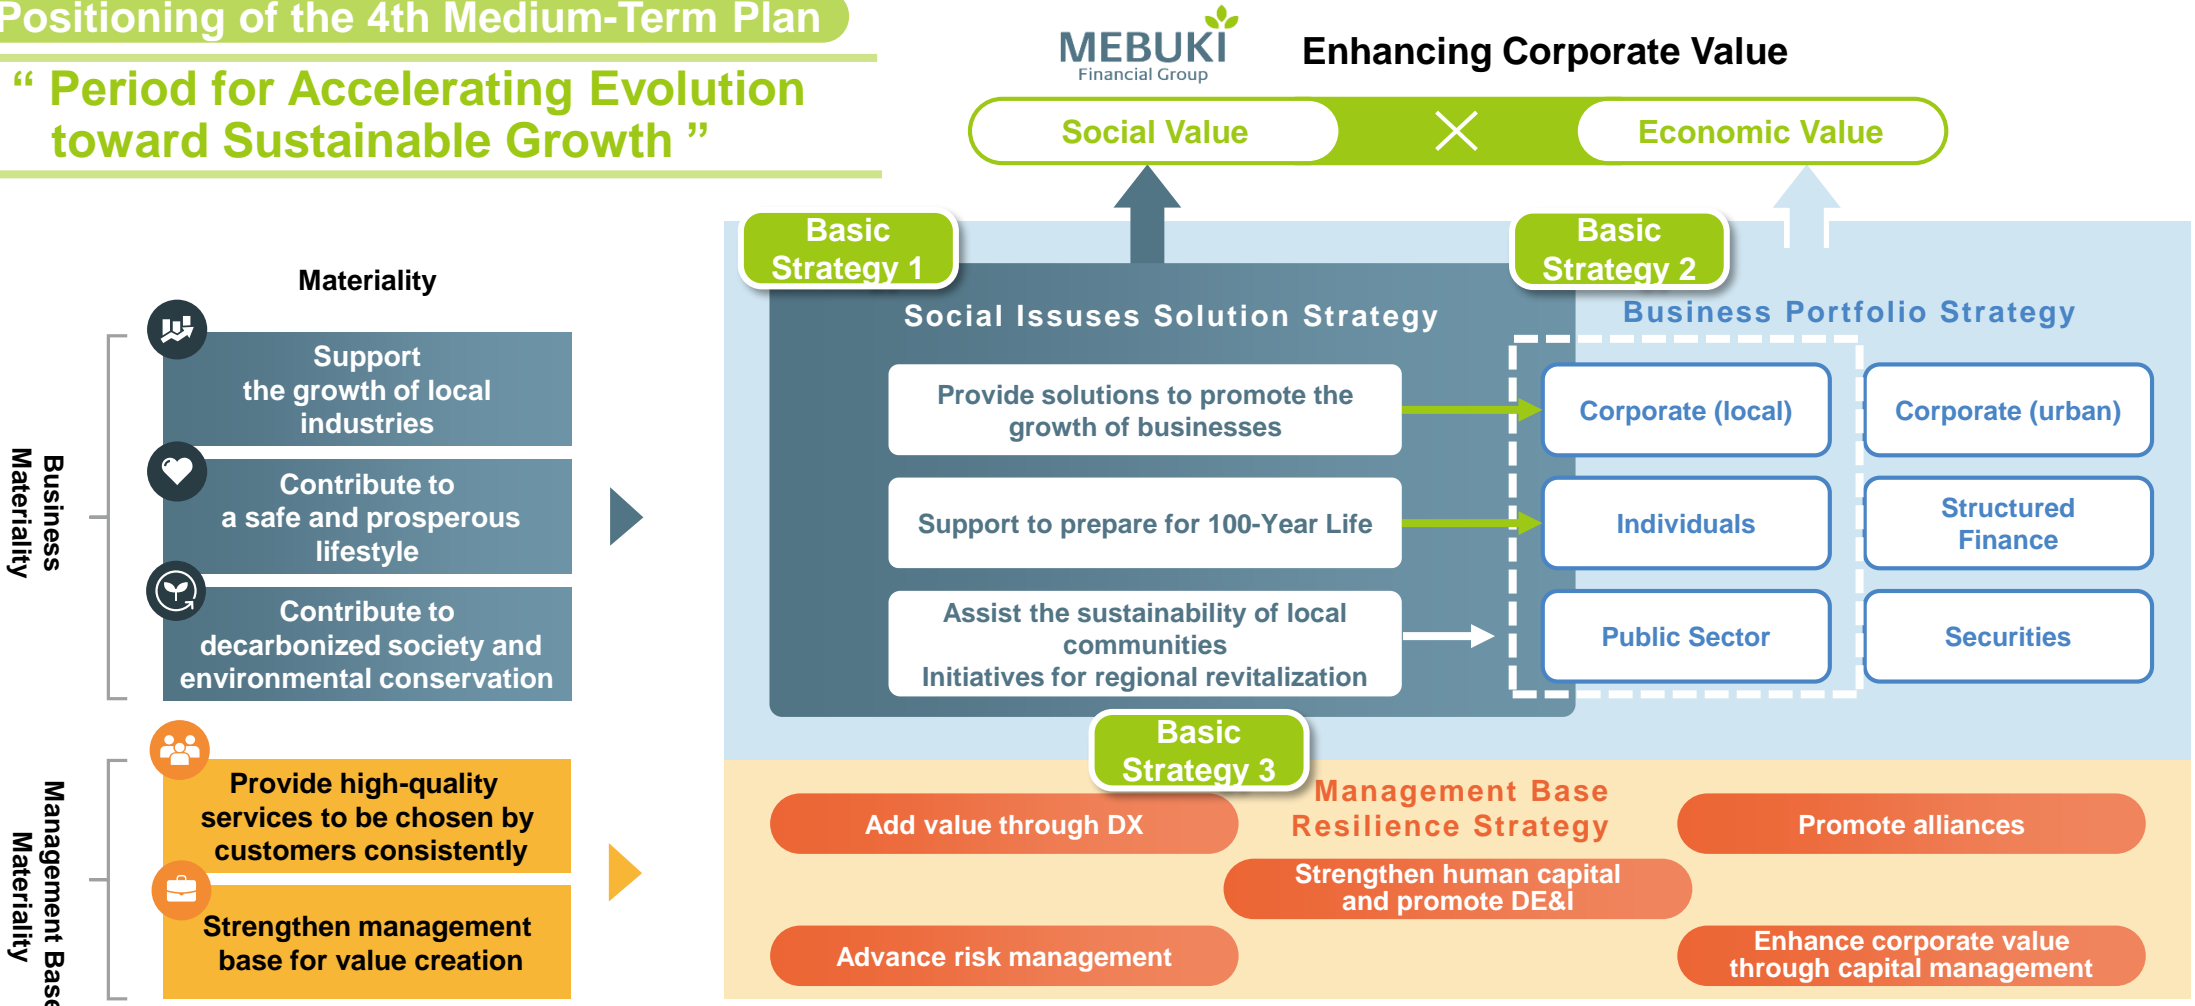 Positioning of the 4th Medium-Term Plan
“ Period for Accelerating Evolution
toward Sustainable Growth ”
MEBUKI
Financial Group
Enhancing Corporate Value
Social Value
Economic Value
Materiality
Business
Materiality
Support
the growth of local
industries
Contribute to
a safe and prosperous
lifestyle
Contribute to
decarbonized society and
environmental conservation
Management Base
Materiality
Provide high-quality
services to be chosen by
customers consistently
Strengthen management
base for value creation
Basic
Strategy 1
Social Issuses Solution Strategy
Provide solutions to promote the
growth of businesses
Support to prepare for 100-Year Life
Assist the sustainability of local
communities
Initiatives for regional revitalization
Basic
Strategy 2
Business Portfolio Strategy
Corporate (local)
Corporate (urban)
Individuals
Structured
Finance
Public Sector
Securities
Basic
Strategy 3
Management Base
Resilience Strategy
Add value through DX
Promote alliances
Strengthen human capital
and promote DE&I
Advance risk management
Enhance corporate value
through capital management